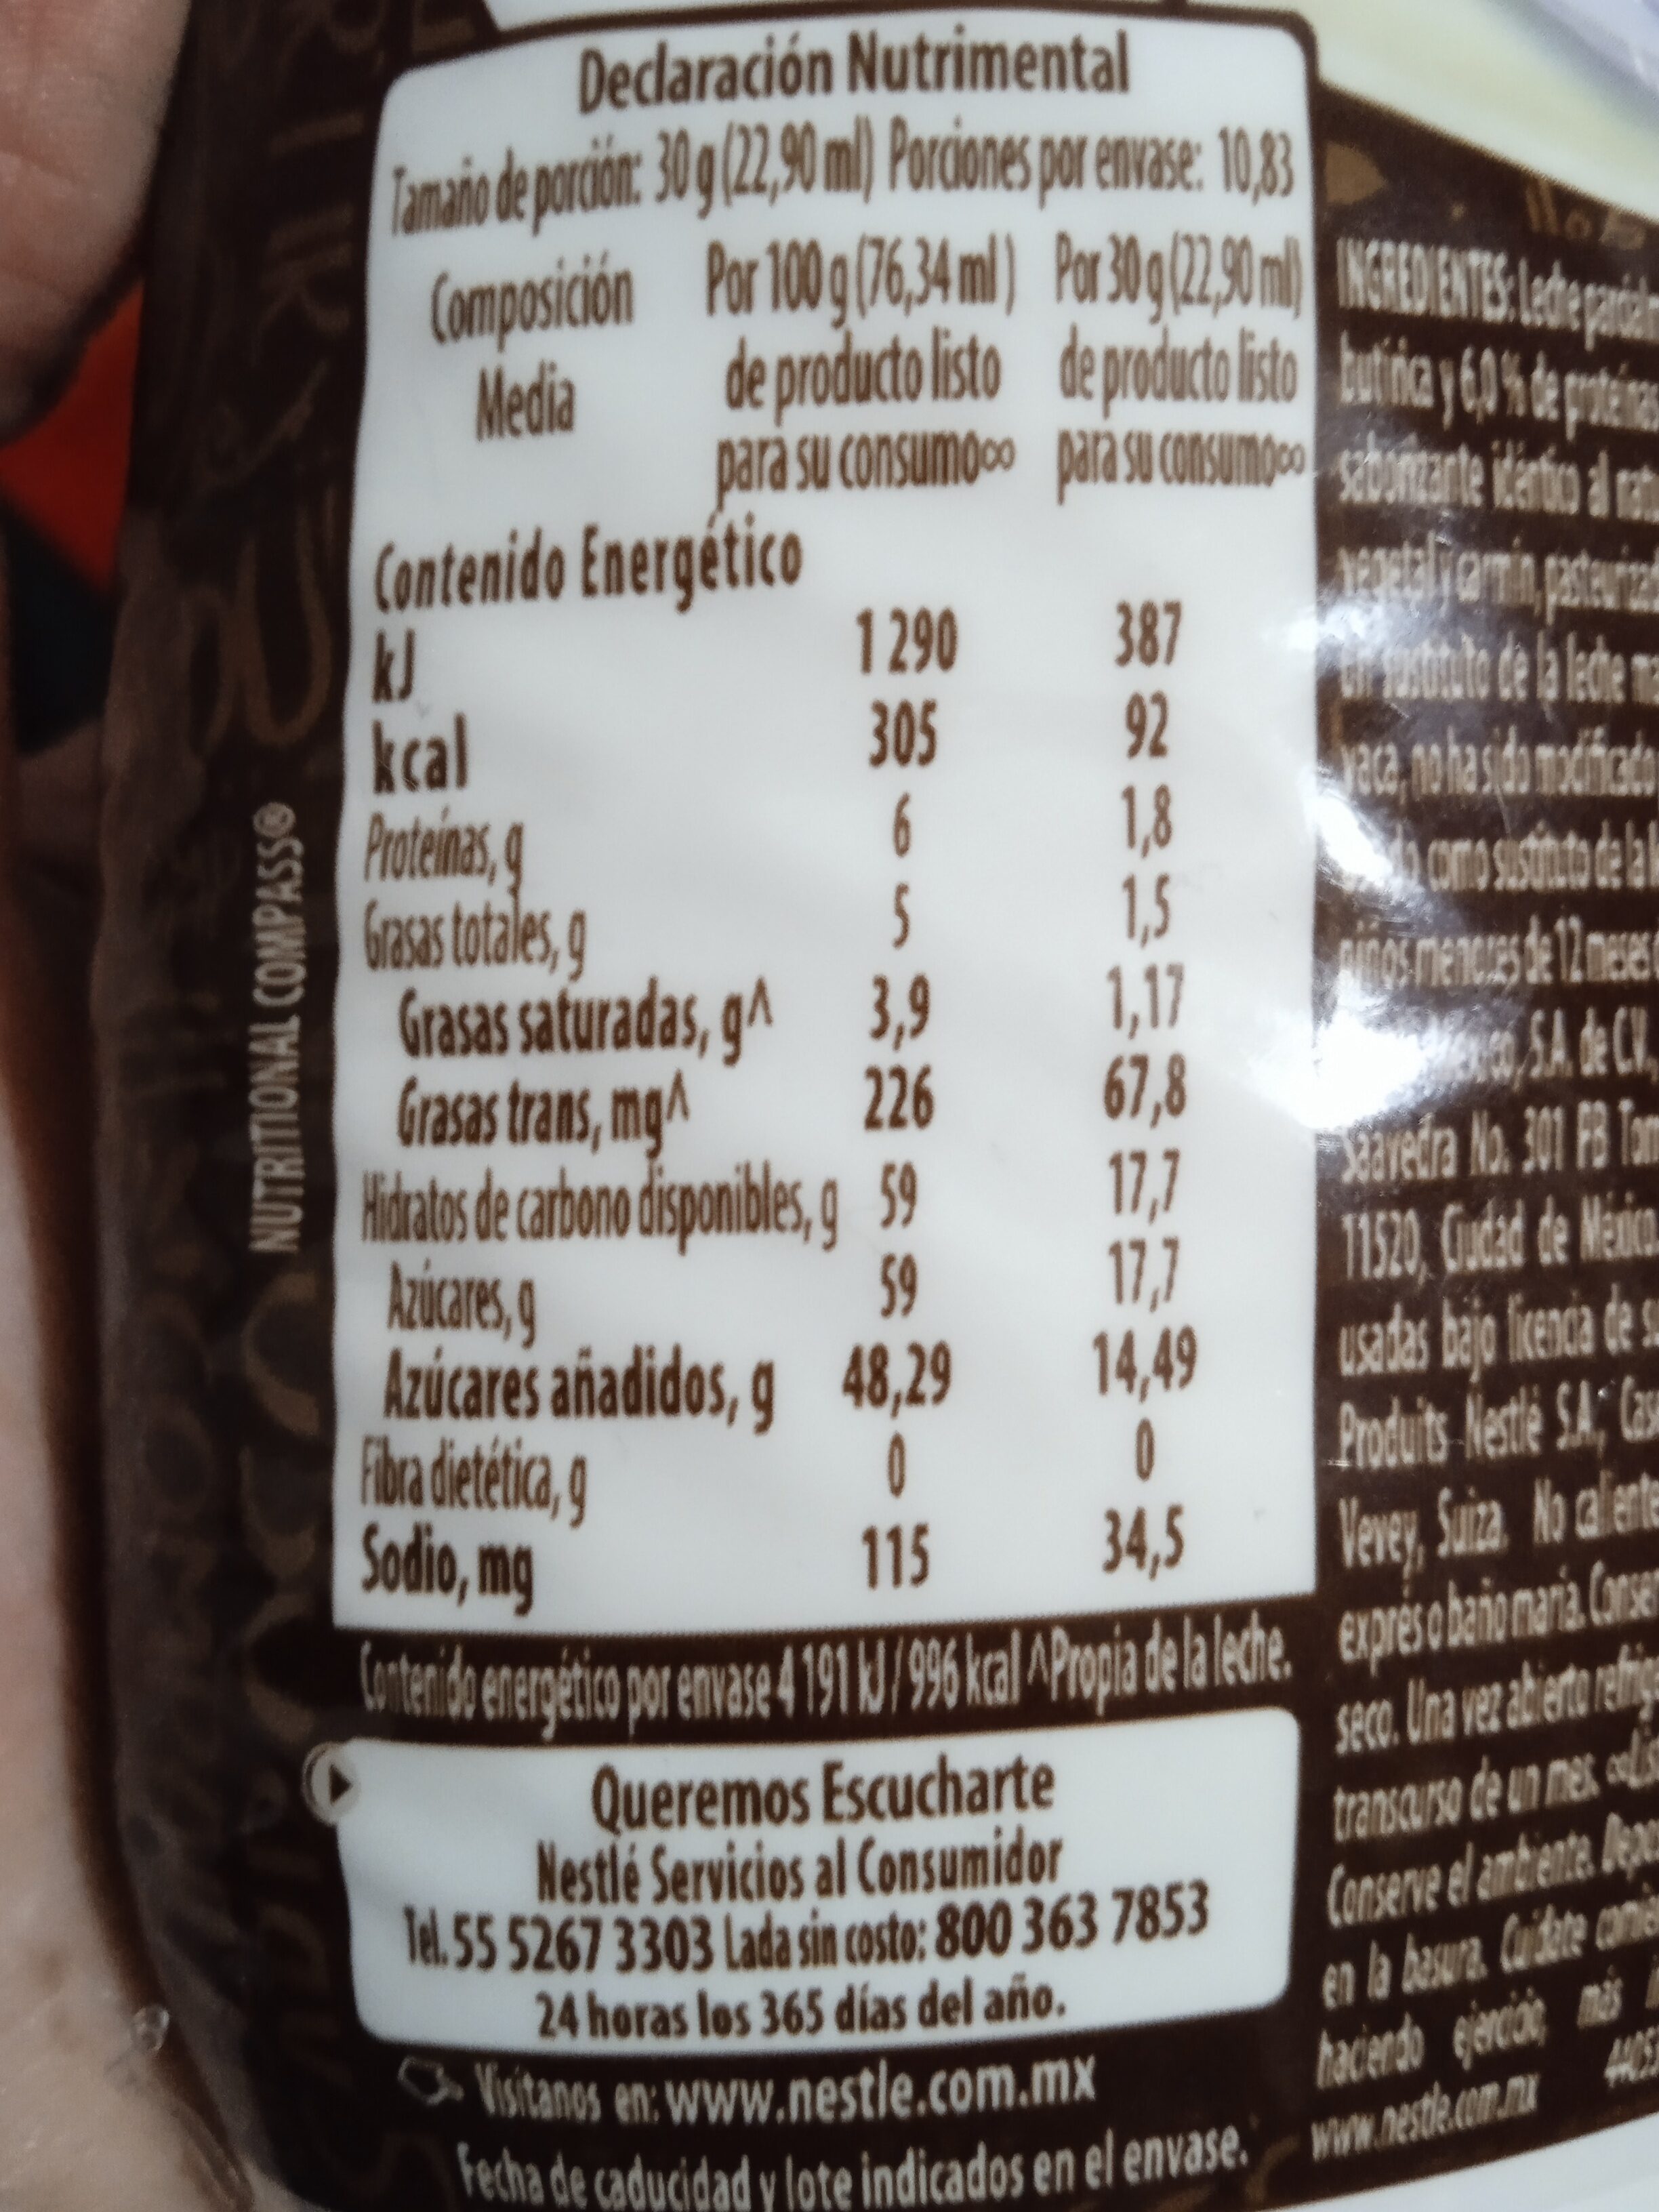 Declaración Nutrimental
Tamaño de porción: 30 g (22,90 ml) Porciones por envase: 10,83
Composición Media
Por 100 g (76,34 ml) de producto listo para su consumo∞
Por 30 g (22,90 ml) de producto listo para su consumo∞
Contenido Energético
kJ 1 290 387
kcal 305 92
Proteínas, g 6 1,8
Grasas totales, g 5 1,5
Grasas saturadas, g^ 3,9 1,17
Grasas trans, mg^ 226 67,8
Hidratos de carbono disponibles, g 59 17,7
Azúcares, g 59 17,7
Azúcares añadidos, g 48,29 14,49
Fibra dietética, g 0 0
Sodio, mg 115 34,5
Contenido energético por envase 4 191 kJ / 996 kcal ^Propia de la leche.
Queremos Escucharte
Nestlé Servicios al Consumidor
Tel. 55 5267 3303 Lada sin costo: 800 363 7853
24 horas los 365 días del año.
Visítanos en: www.nestle.com.mx
Fecha de caducidad y lote indicados en el envase.
NUTRITIONAL COMPASS®
INGREDIENTES: Leche
butírica y 6,0 % de proteínas
saborizante idéntico al
vegetal y carmín,
un sustituto de la leche
vaca, no ha sido modificado
como sustituto de la
niños menores de 12 meses
S.A. de C.V.,
Saavedra No. 301 PB
11520, Ciudad de México.
usadas bajo licencia de
Produits Nestlé S.A.,
Vevey, Suiza. No caliente
exprés o baño maría.
seco. Una vez abierto
transcurso de un mes.
Conserve el ambiente.
en la basura. Cuídate
haciendo ejercicio, más
www.nestle.com.mx